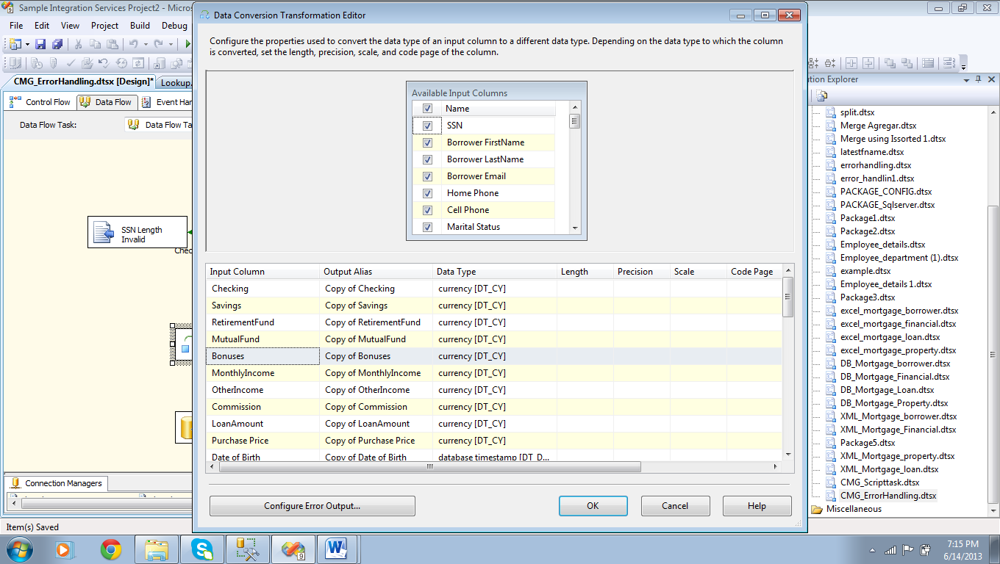 Sample Integration Services Project2 - Micros
File Edit View Project Build Debug
CMG_ErrorHandling.dtsx [Design]* Lookup.
Control Flow Data Flow Event Han
Data Flow Task: Data Flow Ta
SSN Length
Invalid
Chec
Connection Managers
Item(s) Saved
Data Conversion Transformation Editor
Configure the properties used to convert the data type of an input column to a different data type. Depending on the data type to which the column
is converted, set the length, precision, scale, and code page of the column.
Available Input Columns
Name
SSN
Borrower FirstName
Borrower LastName
Borrower Email
Home Phone
Cell Phone
Marital Status
Input Column Output Alias Data Type Length Precision Scale Code Page
Checking Copy of Checking currency [DT_CY]
Savings Copy of Savings currency [DT_CY]
RetirementFund Copy of RetirementFund currency [DT_CY]
MutualFund Copy of MutualFund currency [DT_CY]
Bonuses Copy of Bonuses currency [DT_CY]
MonthlyIncome Copy of MonthlyIncome currency [DT_CY]
OtherIncome Copy of OtherIncome currency [DT_CY]
Commission Copy of Commission currency [DT_CY]
LoanAmount Copy of LoanAmount currency [DT_CY]
Purchase Price Copy of Purchase Price currency [DT_CY]
Date of Birth Copy of Date of Birth database timestamp [DT_D...
Configure Error Output... OK Cancel Help
tion Explorer
split.dtsx
Merge Agregar.dtsx
Merge using Issorted 1.dtsx
latestfname.dtsx
errorhandling.dtsx
error_handlin1.dtsx
PACKAGE_CONFIG.dtsx
PACKAGE_Sqlserver.dtsx
Package1.dtsx
Package2.dtsx
Employee_details.dtsx
Employee_department (1).dtsx
example.dtsx
Employee_details 1.dtsx
Package3.dtsx
excel_mortgage_borrower.dtsx
excel_mortgage_financial.dtsx
excel_mortgage_loan.dtsx
excel_mortgage_property.dtsx
DB_Mortgage_borrower.dtsx
DB_Mortgage_Financial.dtsx
DB_Mortgage_Loan.dtsx
DB_Mortgage_Property.dtsx
XML_Mortgage_borrower.dtsx
XML_Mortgage_Financial.dtsx
Package5.dtsx
XML_Mortgage_property.dtsx
XML_Mortgage_loan.dtsx
CMG_Scripttask.dtsx
CMG_ErrorHandling.dtsx
Miscellaneous
7:15 PM
6/14/2013